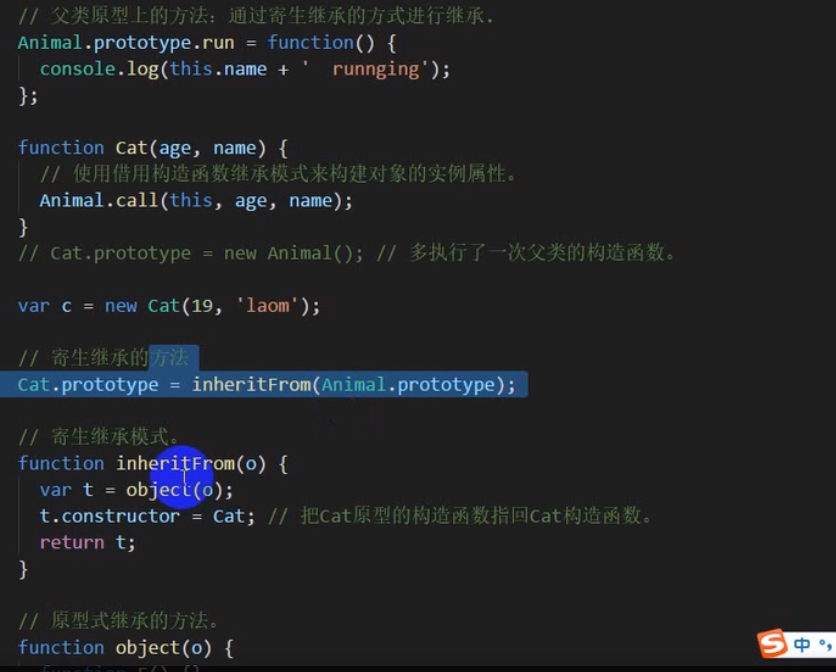 // 父类原型上的方法: 通过寄生继承的方式进行继承.
Animal.prototype.run = function() {
  console.log(this.name + '  runnging');
};

function Cat(age, name) {
  // 使用借用构造函数继承模式来构建对象的实例属性。
  Animal.call(this, age, name);
}
// Cat.prototype = new Animal(); // 多执行了一次父类的构造函数。

var c = new Cat(19, 'laom');

// 寄生继承的方法
Cat.prototype = inheritFrom(Animal.prototype);

// 寄生继承模式。
function inheritFrom(o) {
  var t = object(o);
  t.constructor = Cat; // 把Cat原型的构造函数指回Cat构造函数。
  return t;
}

// 原型式继承的方法。
function object(o) {
  function F() {}
S 中 °,